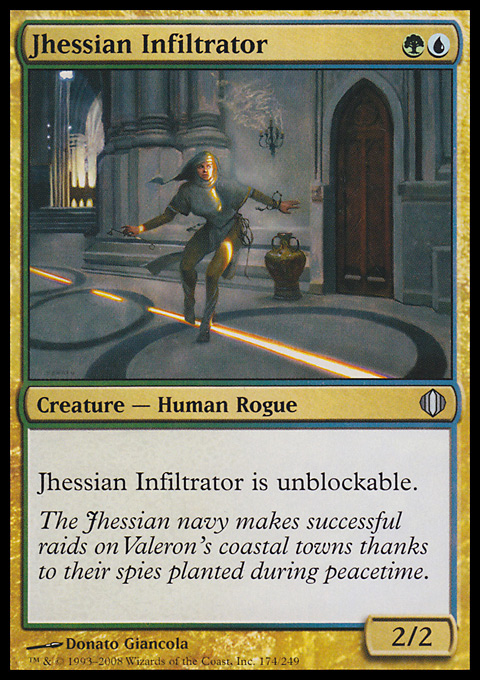 Jhessian Infiltrator
Creature — Human Rogue
Jhessian Infiltrator is unblockable.
The Jhessian navy makes successful
raids on Valeron's coastal towns thanks
to their spies planted during peacetime.
Donato Giancola
2/2
™ & © 1993–2008 Wizards of the Coast, Inc. 174/249